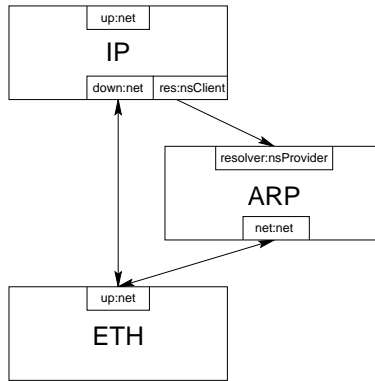 up:net
IP
down:net res:nsClient
resolver:nsProvider
ARP
net:net
up:net
ETH